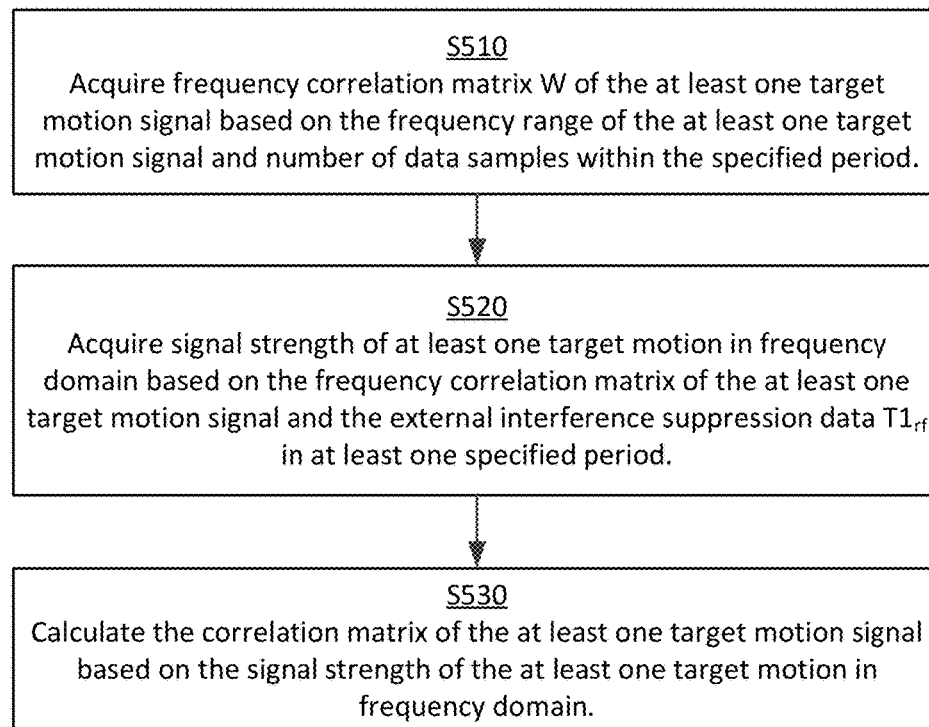 S510
Acquire frequency correlation matrix W of the at least one target
motion signal based on the frequency range of the at least one target
motion signal and number of data samples within the specified period.
S520
Acquire signal strength of at least one target motion in frequency
domain based on the frequency correlation matrix of the at least one
target motion signal and the external interference suppression data T1rf
in at least one specified period.
S530
Calculate the correlation matrix of the at least one target motion signal
based on the signal strength of the at least one target motion in
frequency domain.